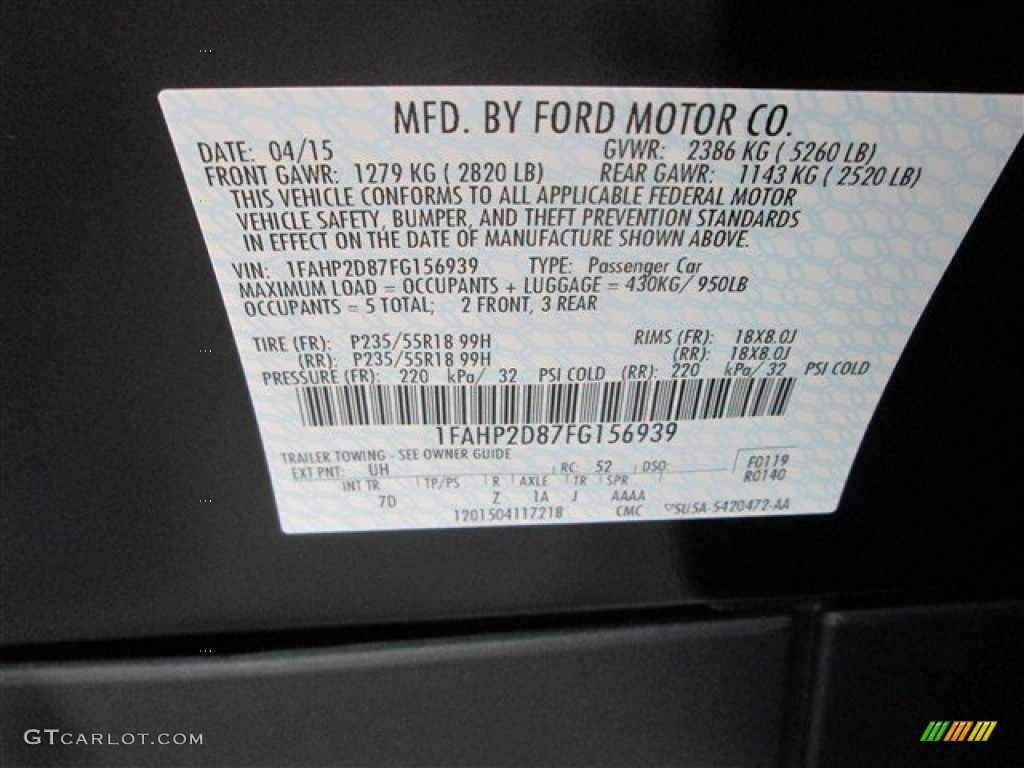 MFD. BY FORD MOTOR CO.
DATE: 04/15 GVWR: 2386 KG ( 5260 LB)
FRONT GAWR: 1279 KG ( 2820 LB) REAR GAWR: 1143 KG ( 2520 LB)
THIS VEHICLE CONFORMS TO ALL APPLICABLE FEDERAL MOTOR
VEHICLE SAFETY, BUMPER, AND THEFT PREVENTION STANDARDS
IN EFFECT ON THE DATE OF MANUFACTURE SHOWN ABOVE.
VIN: 1FAHP2D87FG156939 TYPE: Passenger Car
MAXIMUM LOAD = OCCUPANTS + LUGGAGE = 430KG/ 950LB
OCCUPANTS = 5 TOTAL; 2 FRONT, 3 REAR
TIRE (FR): P235/55R18 99H RIMS (FR): 18X8.0J
(RR): P235/55R18 99H (RR): 18X8.0J
PRESSURE (FR): 220 kPa/ 32 PSI COLD (RR): 220 kPa/ 32 PSI COLD
1FAHP2D87FG156939
TRAILER TOWING - SEE OWNER GUIDE
EXT PNT: UH RC: 52 DSO: F0119
R0140
INT TR TP/PS R AXLE TR SPR
7D Z 1A J AAAA
1201504117218 CMC ▽SU5A-5420472-AA
GTCARLOT.COM